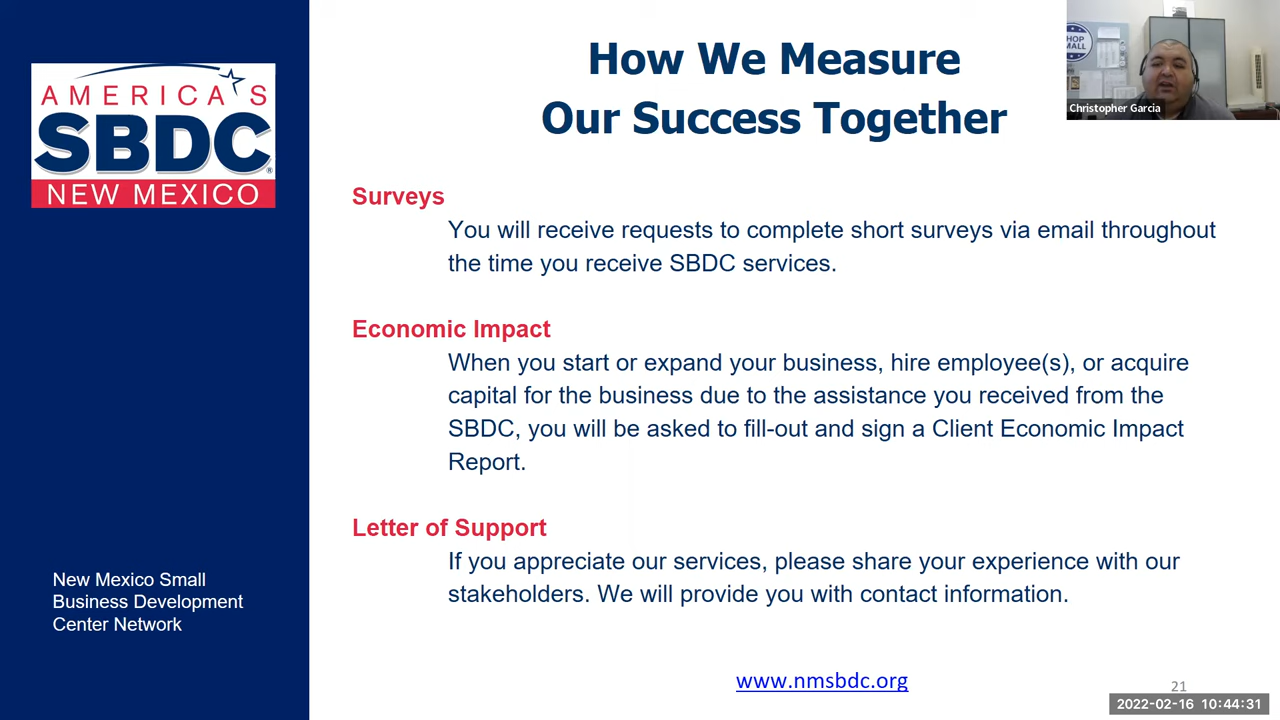 AMERICA'S
SBDC®
NEW MEXICO
How We Measure
Our Success Together
HOP
MALL
Christopher Garcia
Surveys
You will receive requests to complete short surveys via email throughout
the time you receive SBDC services.
Economic Impact
When you start or expand your business, hire employee(s), or acquire
capital for the business due to the assistance you received from the
SBDC, you will be asked to fill-out and sign a Client Economic Impact
Report.
Letter of Support
If you appreciate our services, please share your experience with our
stakeholders. We will provide you with contact information.
New Mexico Small
Business Development
Center Network
www.nmsbdc.org
21
2022-02-16 10:44:31